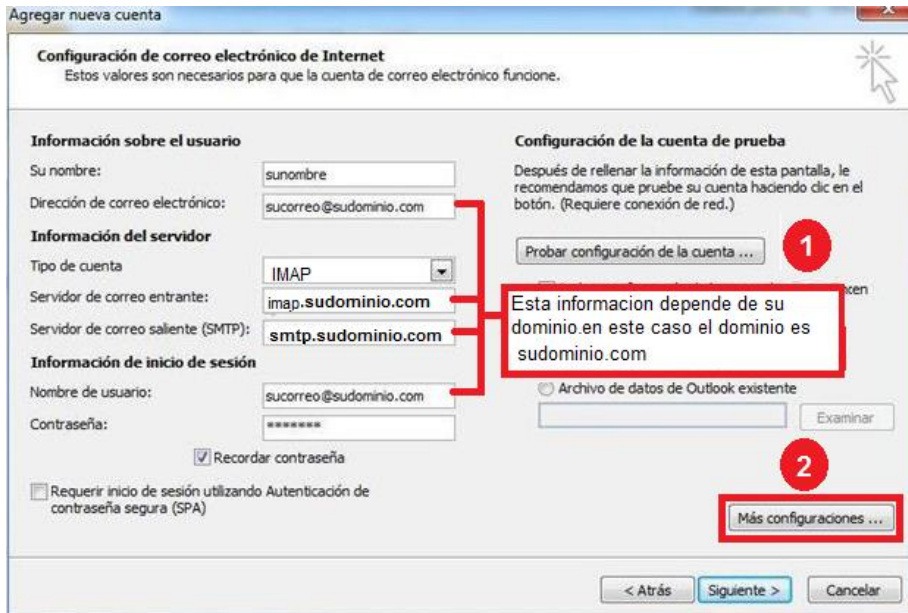 Agregar nueva cuenta
Configuración de correo electrónico de Internet
Estos valores son necesarios para que la cuenta de correo electrónico funcione.
Información sobre el usuario
Su nombre:
sunombre
Dirección de correo electrónico:
sucorreo@sudominio.com
Información del servidor
Tipo de cuenta
IMAP
Servidor de correo entrante:
imap.sudominio.com
Servidor de correo saliente (SMTP):
smtp.sudominio.com
Información de inicio de sesión
Nombre de usuario:
sucorreo@sudominio.com
Contraseña:
*******
Recordar contraseña
Requerir inicio de sesión utilizando Autenticación de
contraseña segura (SPA)
Configuración de la cuenta de prueba
Después de rellenar la información de esta pantalla, le
recomendamos que pruebe su cuenta haciendo clic en el
botón. (Requiere conexión de red.)
1
Probar configuración de la cuenta ...
Esta informacion depende de su
dominio.en este caso el dominio es
sudominio.com
Archivo de datos de Outlook existente
Examinar
2
Más configuraciones ...
< Atrás
Siguiente >
Cancelar